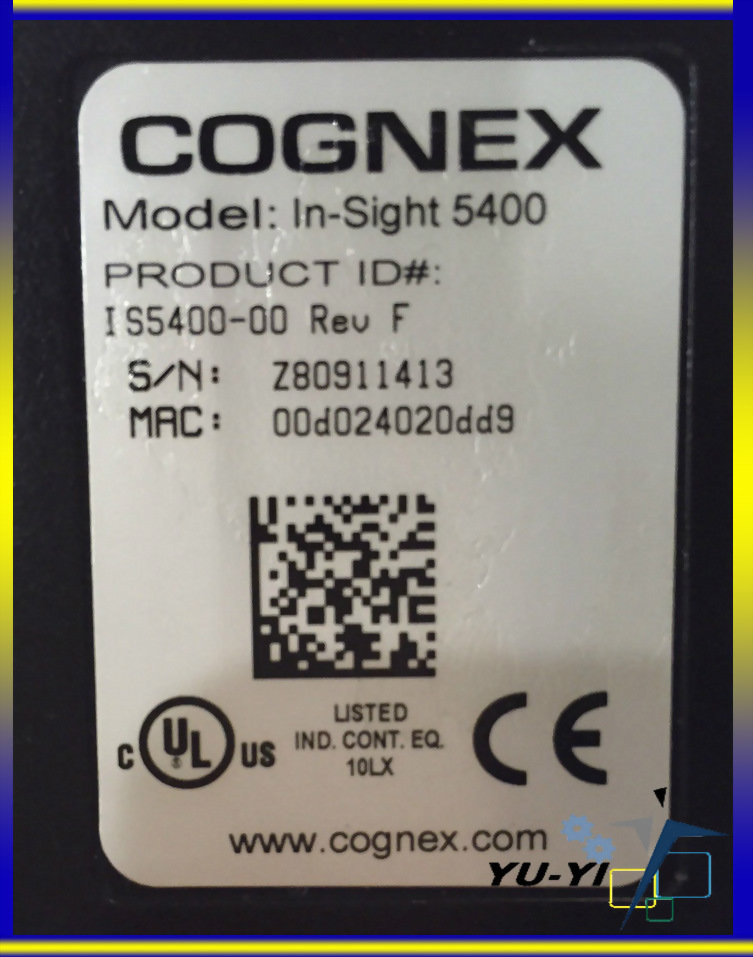 COGNEX
Model: In-Sight 5400
PRODUCT ID#:
IS5400-00 Rev F
S/N: Z80911413
MAC: 00d024020dd9
C UL® US
LISTED
IND. CONT. EQ.
10LX
CE
www.cognex.com
YU-YI